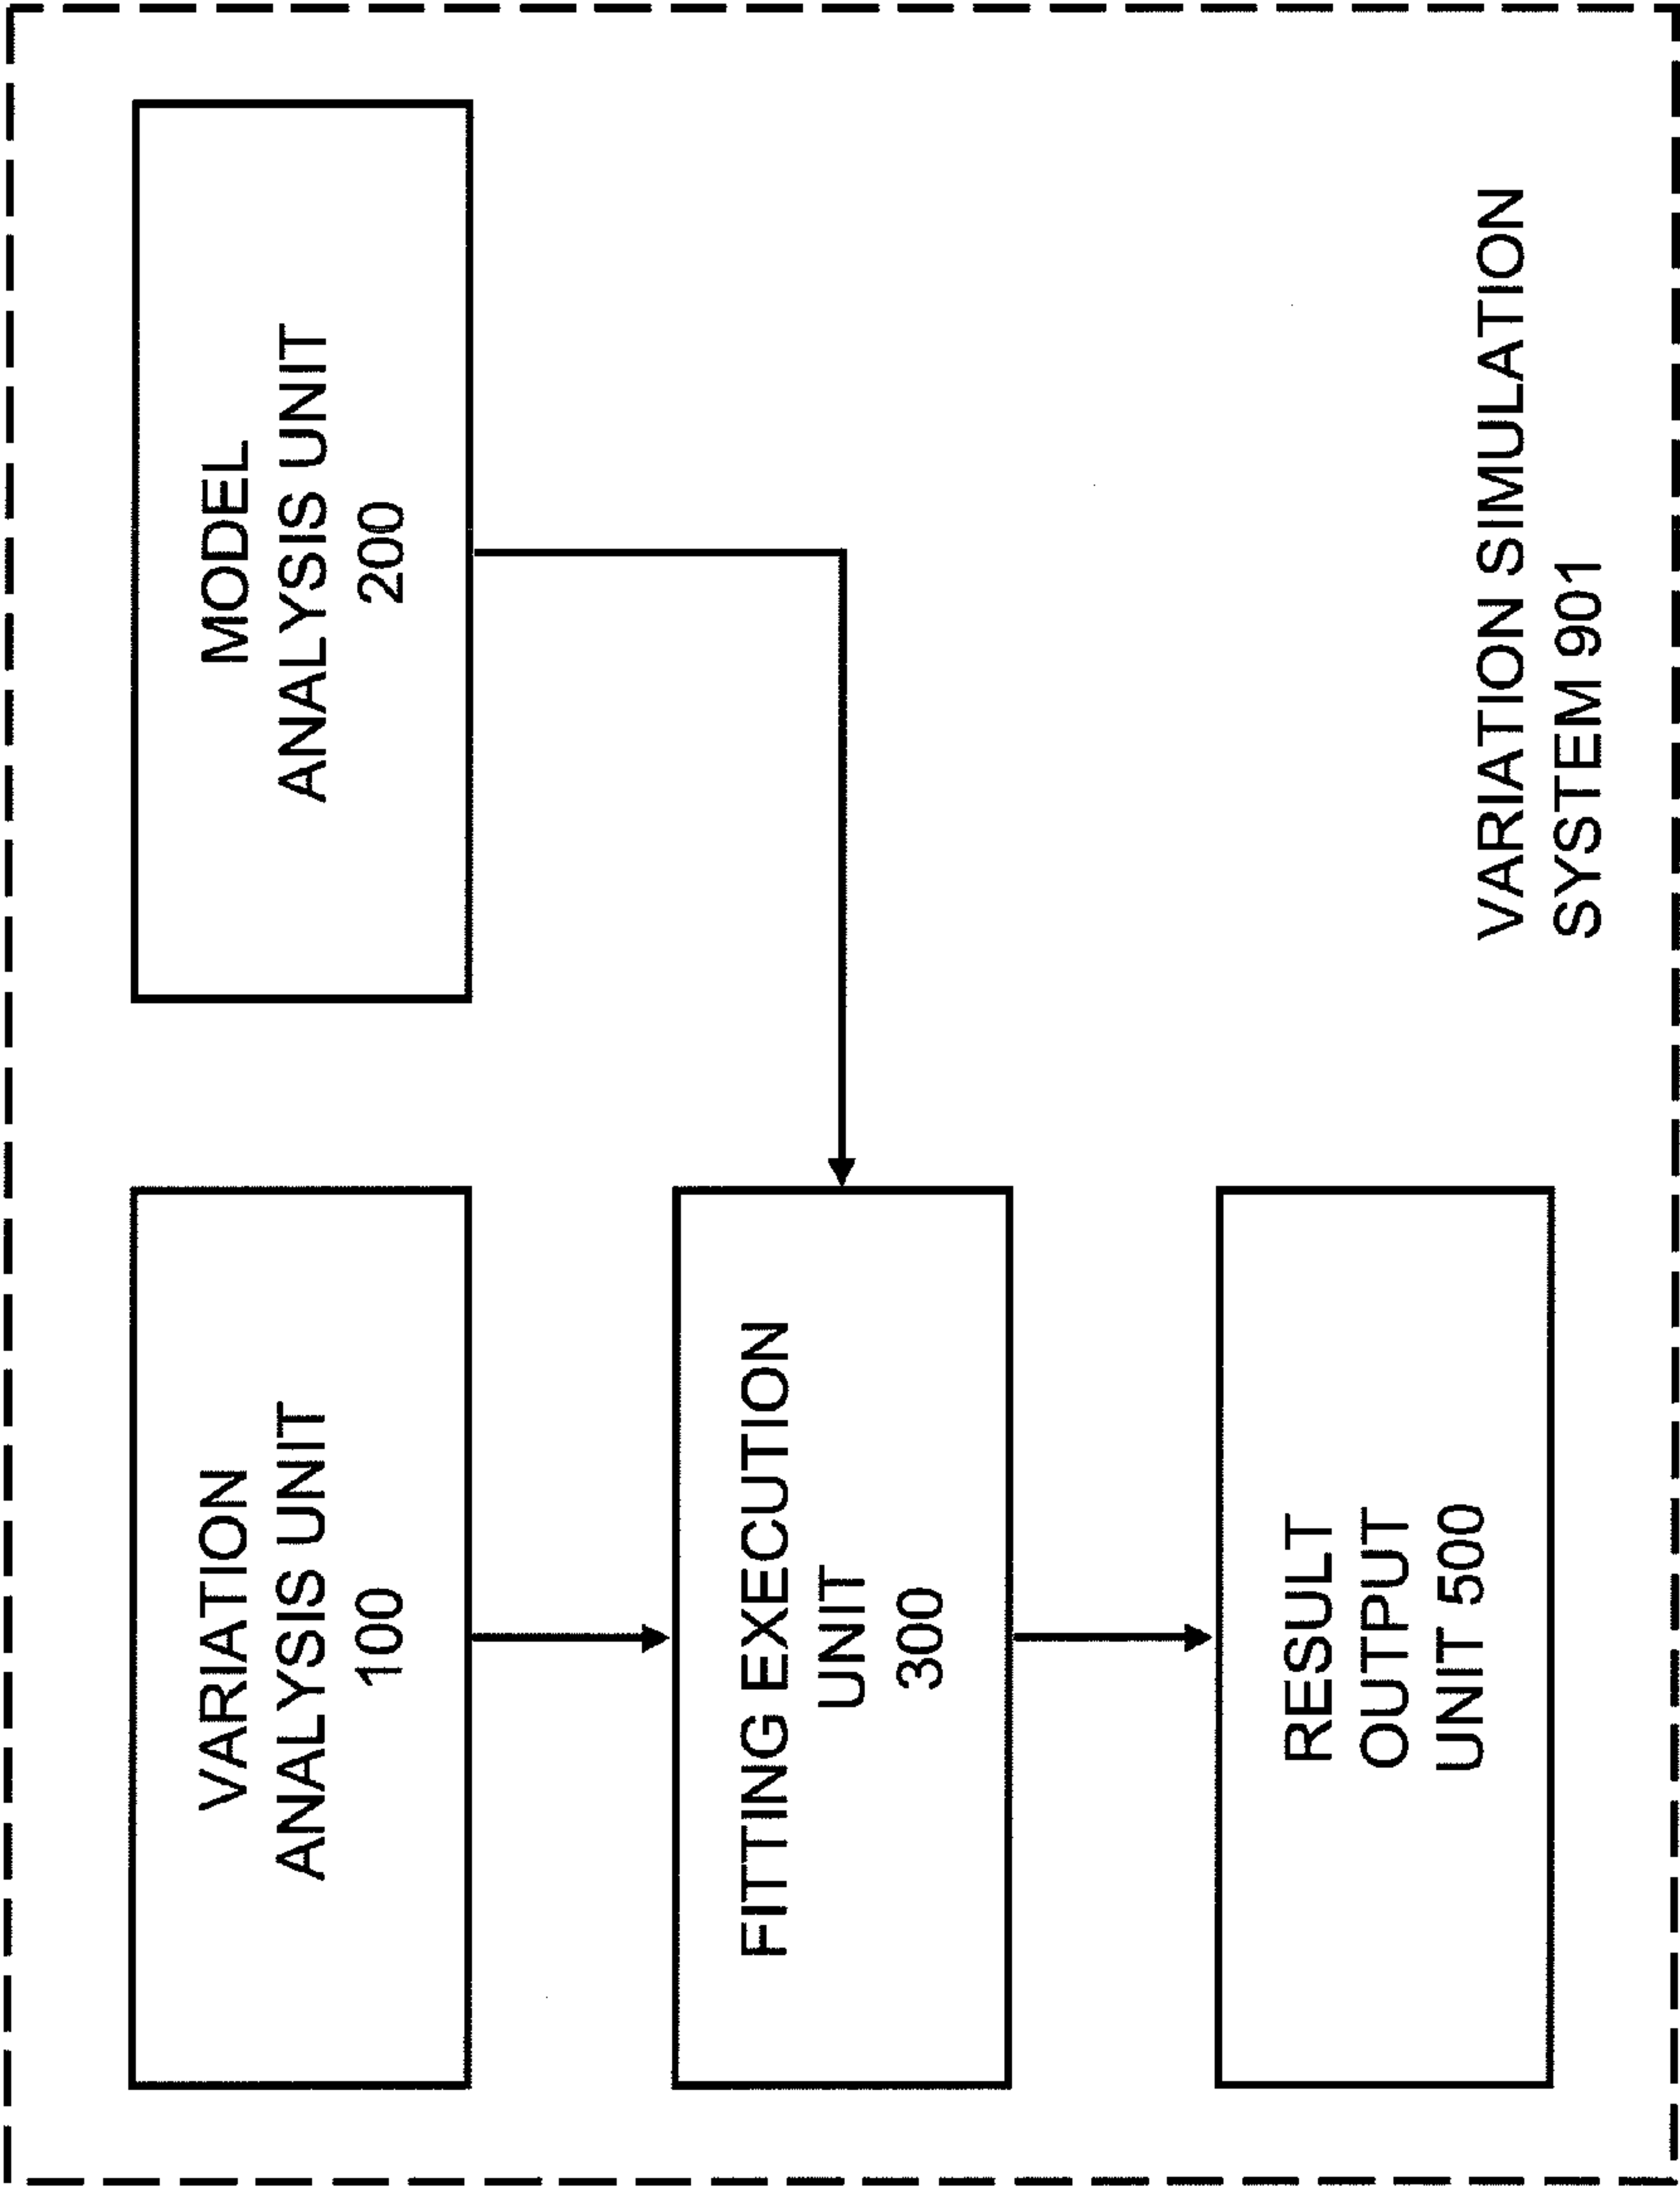 VARIATION
ANALYSIS UNIT
100
MODEL
ANALYSIS UNIT
200
FITTING EXECUTION
UNIT
300
RESULT
OUTPUT
UNIT 500
VARIATION SIMULATION
SYSTEM 901